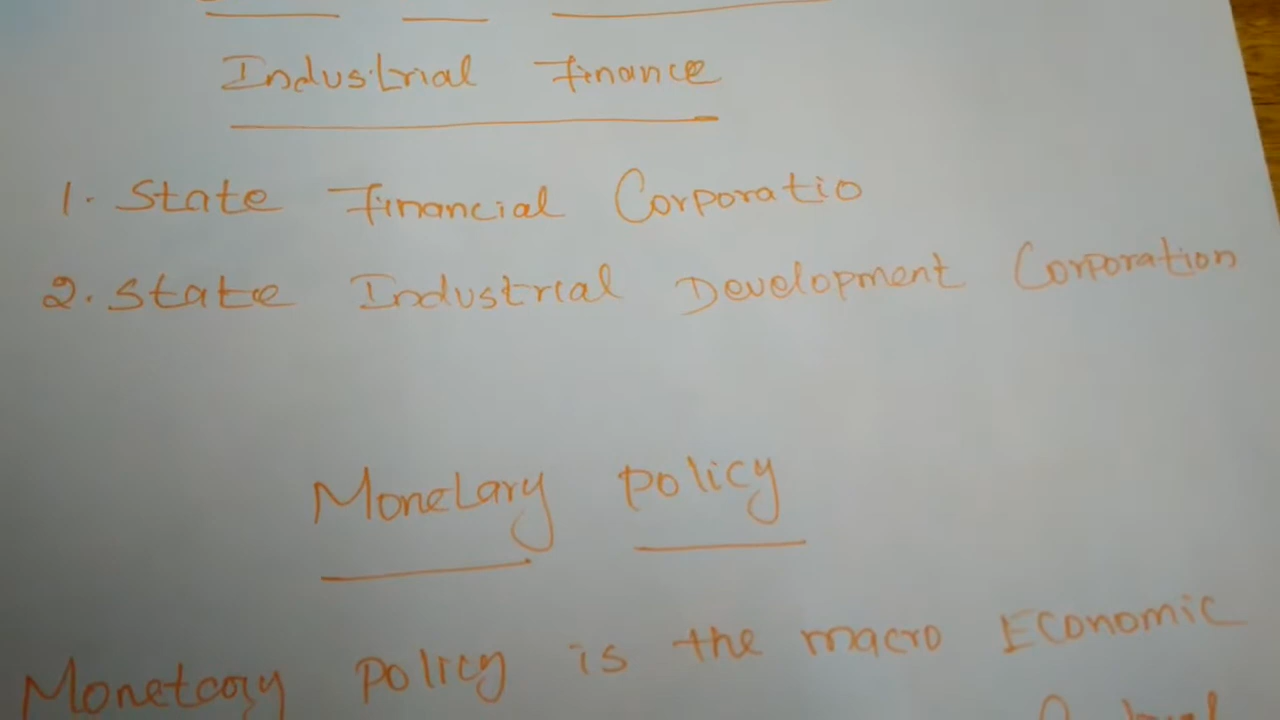 Industrial Finance
1. State Financial Corporatio
2. State Industrial Development Corporation
Monetary policy
Monetary policy is the macro Economic